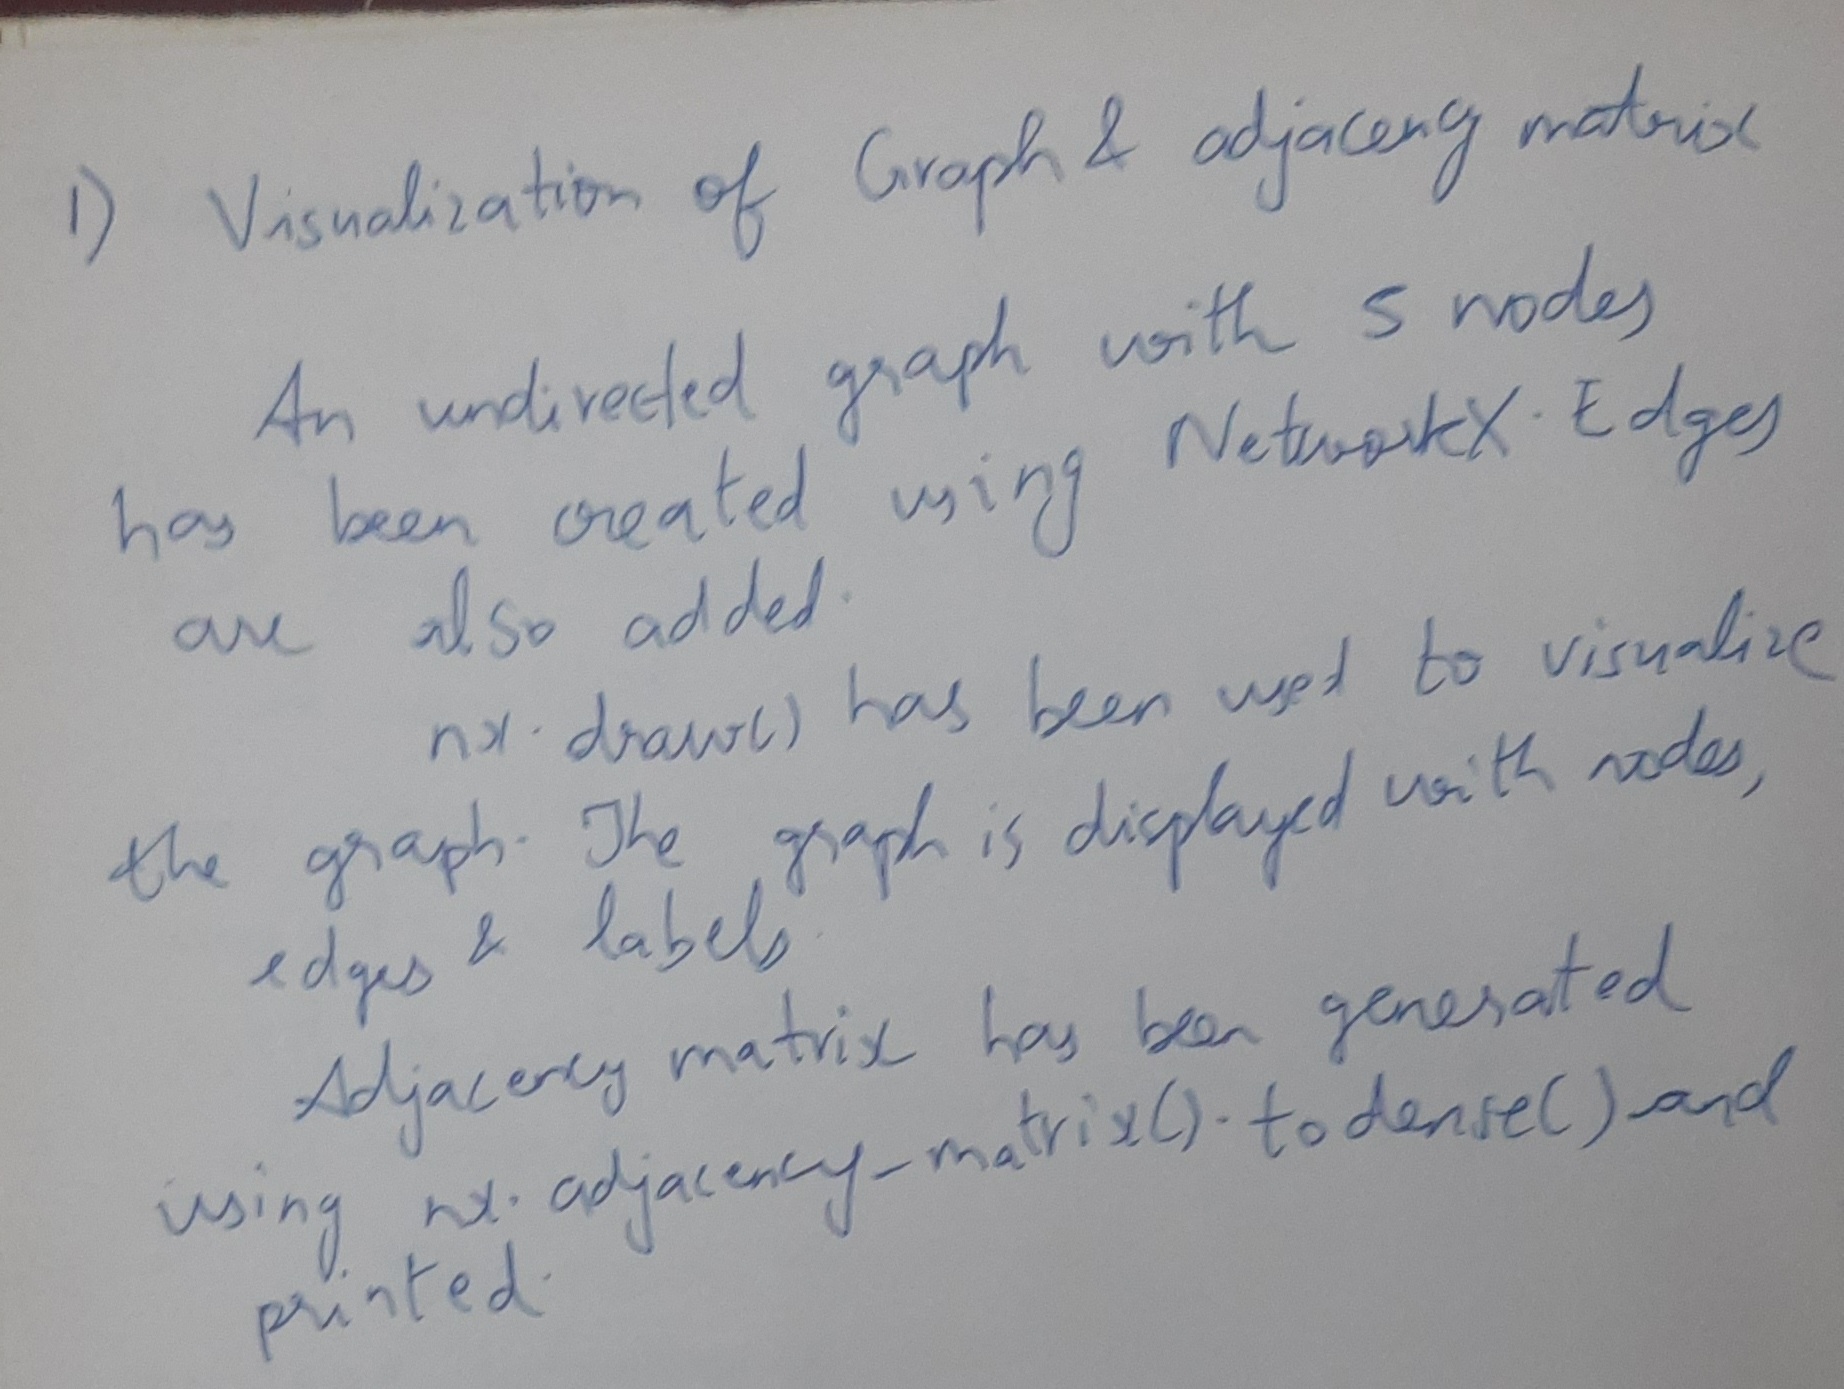 1) Visualization of Graph & adjacency matrix
An undirected graph with 5 nodes
has been created using NetworkX. Edges
are also added.
nx.draw() has been used to visualize
the graph. The graph is displayed with nodes,
edges & labels.
Adjacency matrix has been generated
using nx.adjacency_matrix().todense() and
printed.